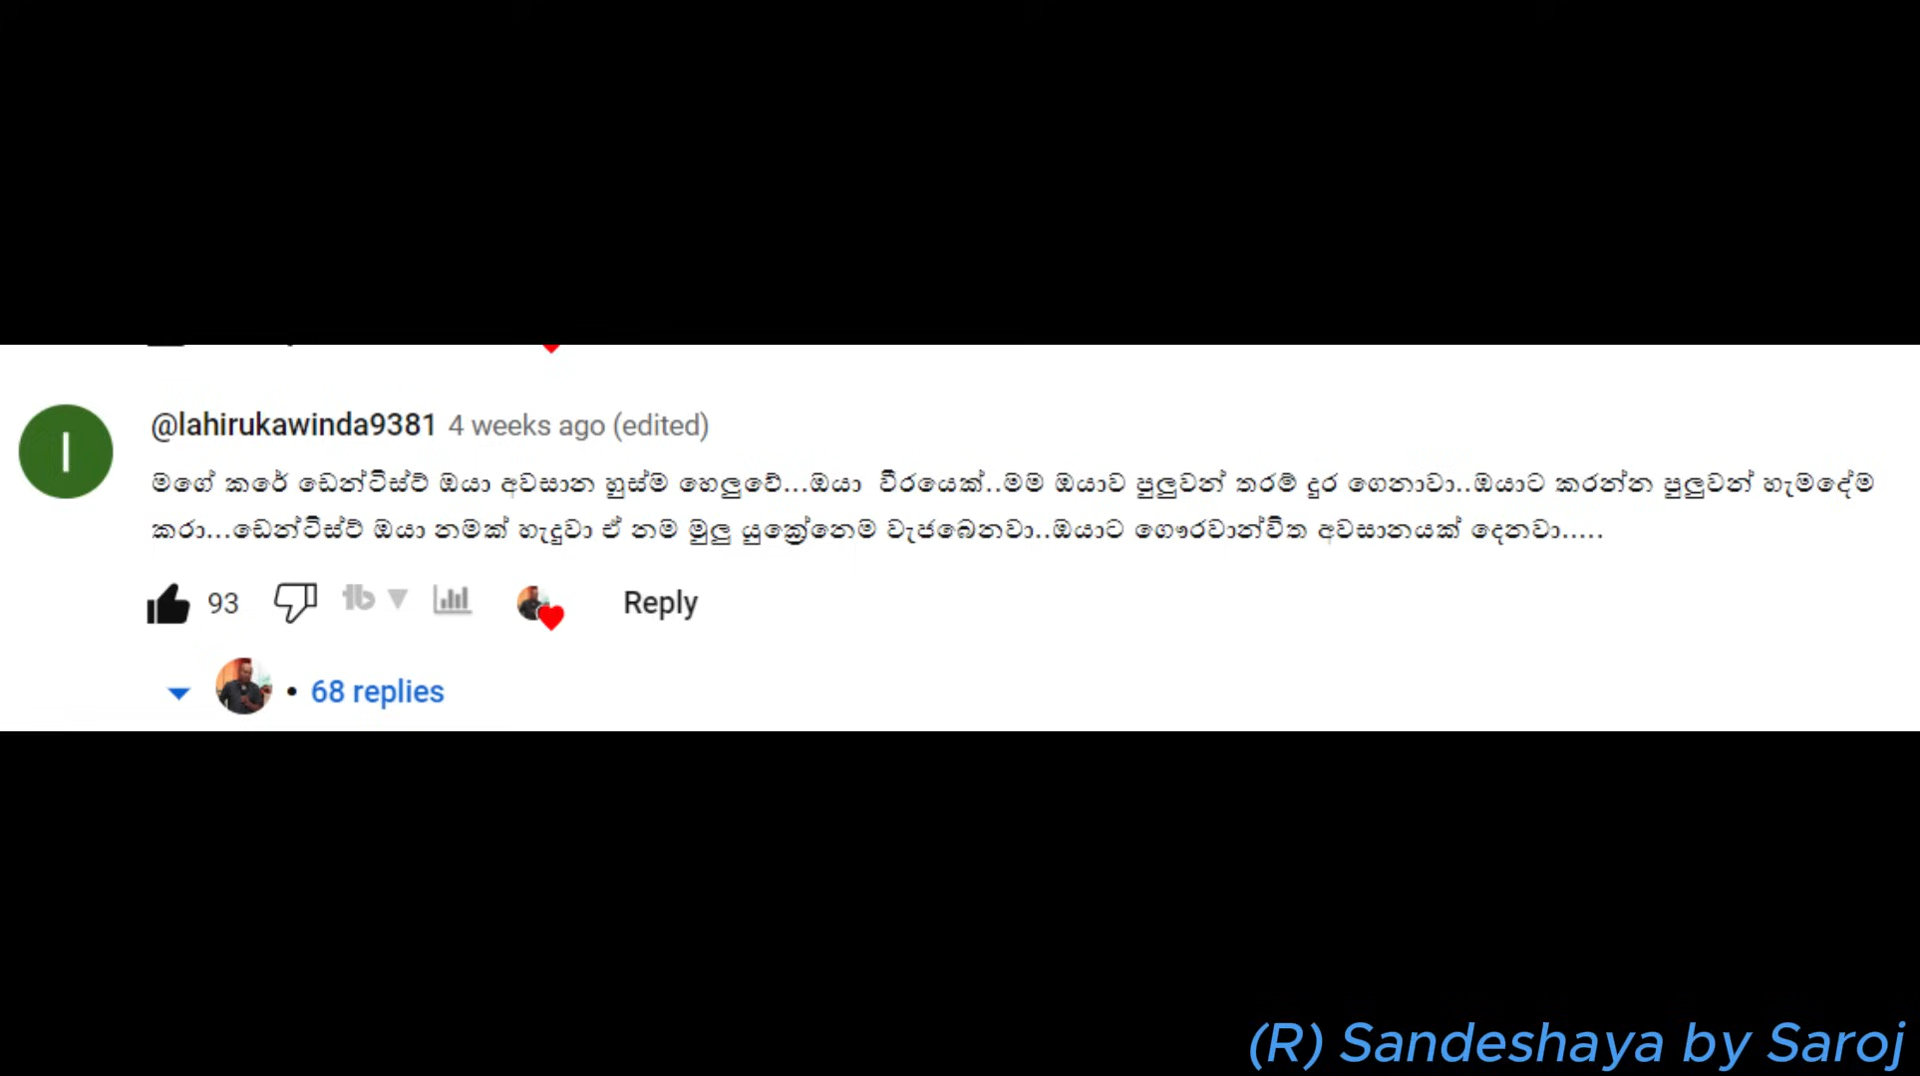 @lahirukawinda9381 4 weeks ago (edited)
මගේ කරේ ඩෙන්ටිස්ට් ඔයා අවසාන හුස්ම හෙලුවේ...ඔයා වීරයෙක්..මම ඔයාව පුලුවන් තරම් දුර ගෙනාවා..ඔයාට කරන්න පුලුවන් හැමදේම
කරා...ඩෙන්ටිස්ට් ඔයා නමක් හැදුවා ඒ නම මුලු යුක්‍රේනෙම වැජබෙනවා..ඔයාට ගෞරවාන්විත අවසානයක් දෙනවා.....
93 Reply
• 68 replies
(R) Sandeshaya by Saroj